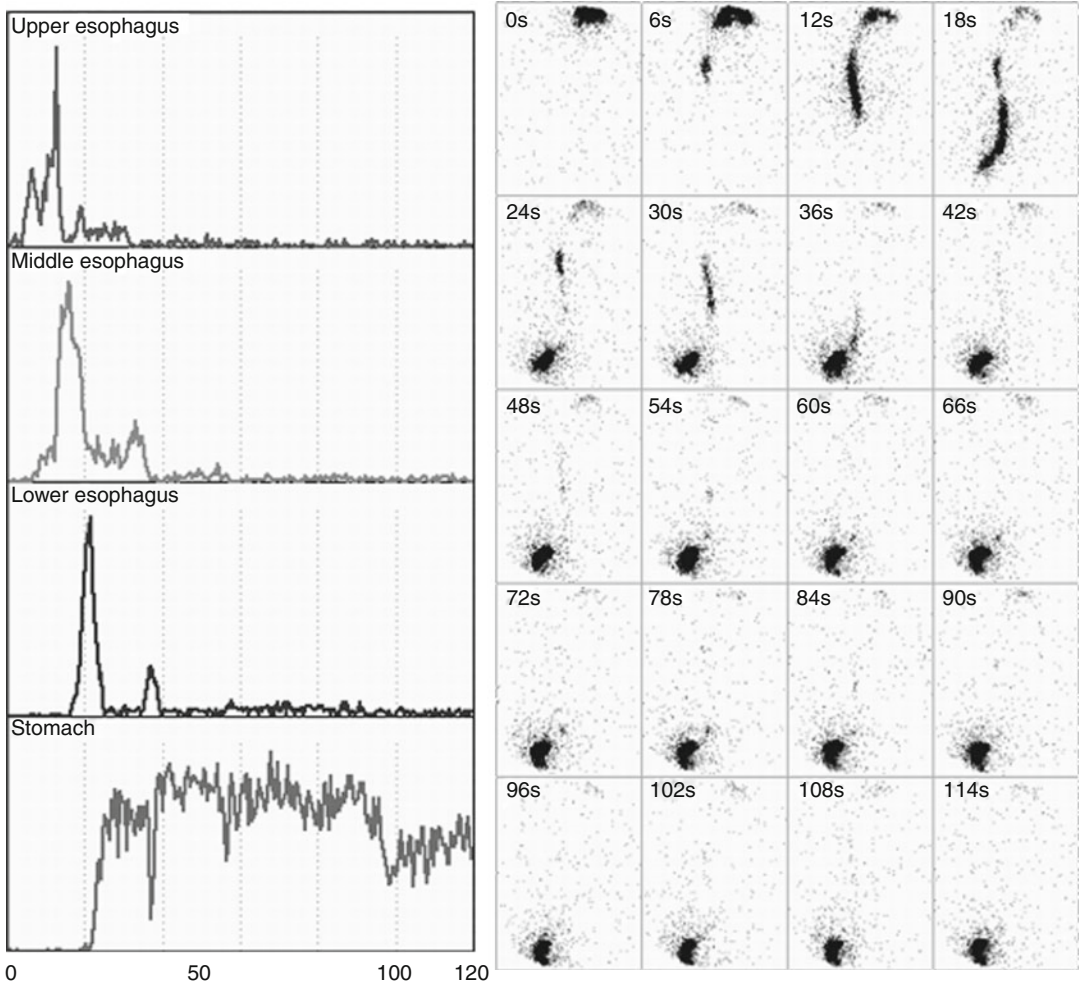 Upper esophagus
Middle esophagus
Lower esophagus
Stomach
0 50 100 120
0s 6s 12s 18s
24s 30s 36s 42s
48s 54s 60s 66s
72s 78s 84s 90s
96s 102s 108s 114s